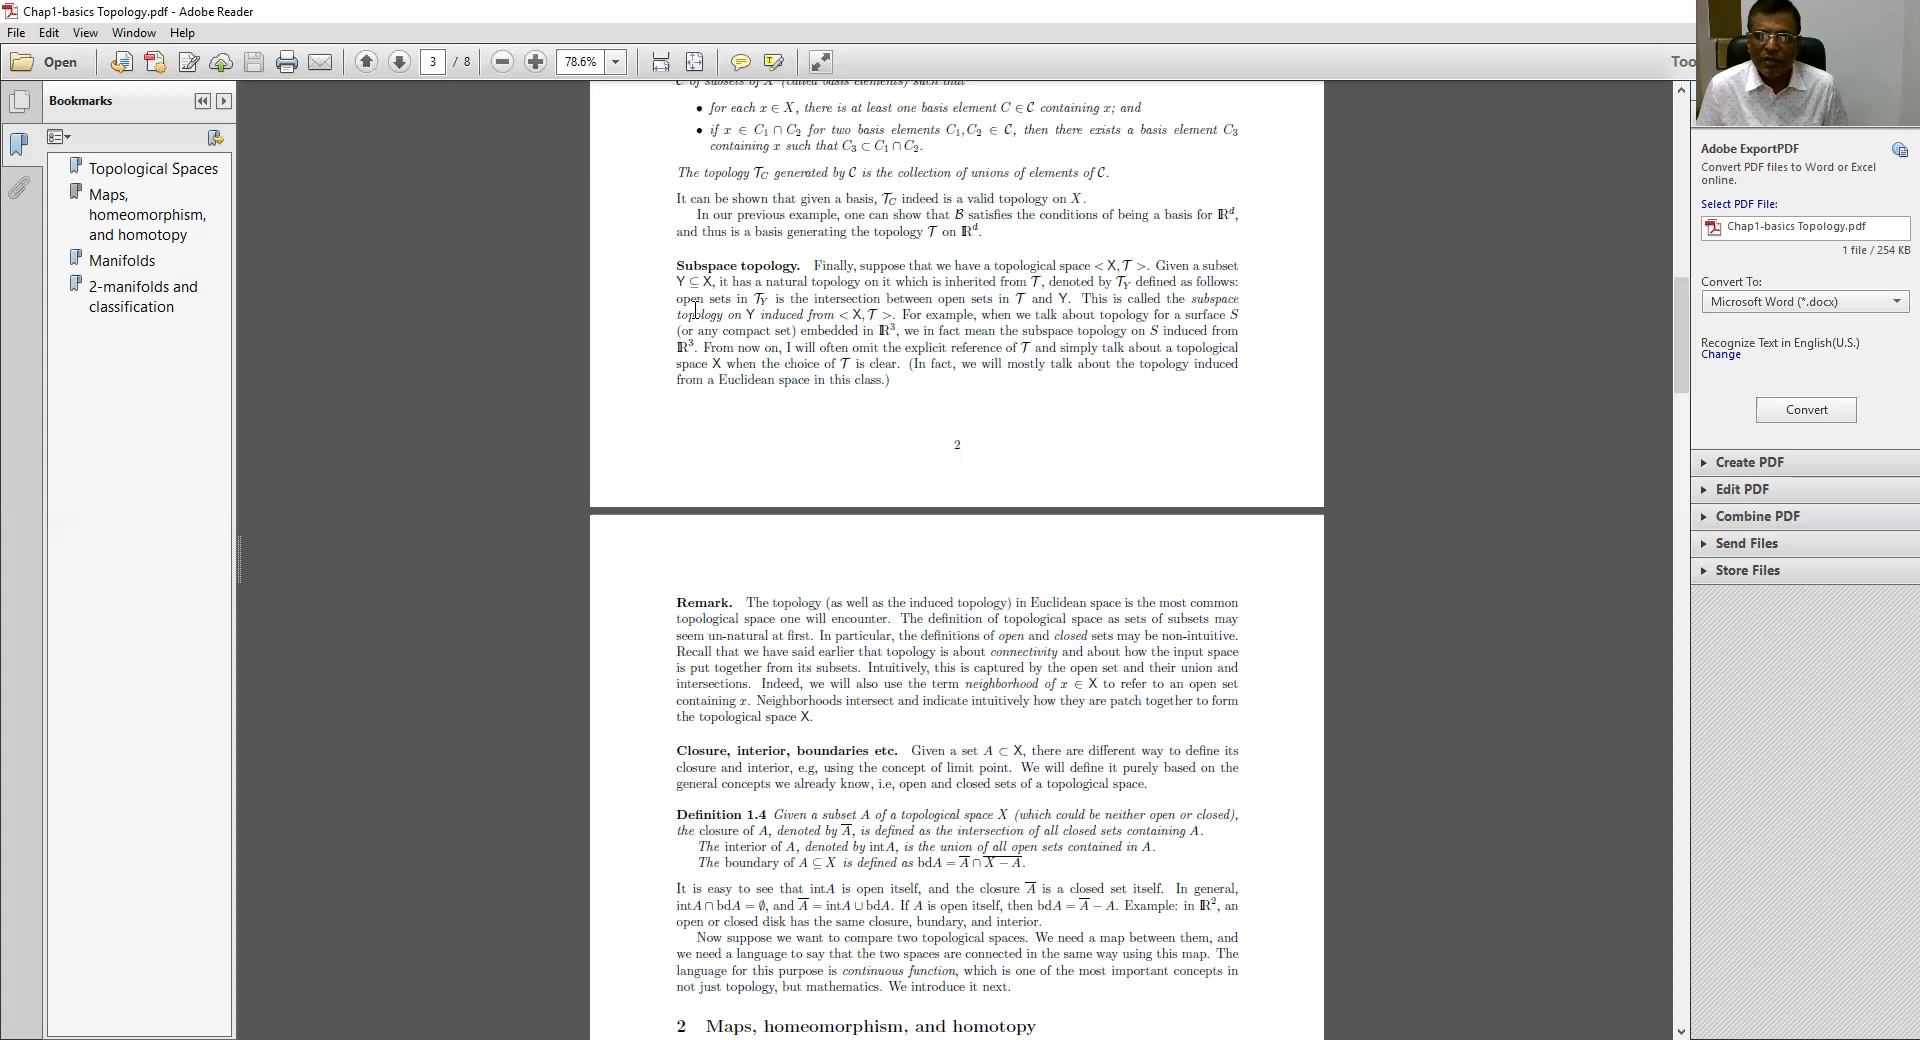 Chap1-basics Topology.pdf - Adobe Reader
File Edit View Window Help
Open 3 / 8 78.6% Too
Bookmarks
Topological Spaces
Maps,
homeomorphism,
and homotopy
Manifolds
2-manifolds and
classification
C of subsets of X (called basis elements) such that
• for each x ∈ X, there is at least one basis element C ∈ C containing x; and
• if x ∈ C₁ ∩ C₂ for two basis elements C₁, C₂ ∈ C, then there exists a basis element C₃
containing x such that C₃ ⊂ C₁ ∩ C₂.
The topology T_C generated by C is the collection of unions of elements of C.
It can be shown that given a basis, T_C indeed is a valid topology on X.
In our previous example, one can show that B satisfies the conditions of being a basis for ℝᵈ,
and thus is a basis generating the topology T on ℝᵈ.
Subspace topology. Finally, suppose that we have a topological space < X, T >. Given a subset
Y ⊆ X, it has a natural topology on it which is inherited from T, denoted by T_Y defined as follows:
open sets in T_Y is the intersection between open sets in T and Y. This is called the subspace
topology on Y induced from < X, T >. For example, when we talk about topology for a surface S
(or any compact set) embedded in ℝ³, we in fact mean the subspace topology on S induced from
ℝ³. From now on, I will often omit the explicit reference of T and simply talk about a topological
space X when the choice of T is clear. (In fact, we will mostly talk about the topology induced
from a Euclidean space in this class.)
2
Remark. The topology (as well as the induced topology) in Euclidean space is the most common
topological space one will encounter. The definition of topological space as sets of subsets may
seem un-natural at first. In particular, the definitions of open and closed sets may be non-intuitive.
Recall that we have said earlier that topology is about connectivity and about how the input space
is put together from its subsets. Intuitively, this is captured by the open set and their union and
intersections. Indeed, we will also use the term neighborhood of x ∈ X to refer to an open set
containing x. Neighborhoods intersect and indicate intuitively how they are patch together to form
the topological space X.
Closure, interior, boundaries etc. Given a set A ⊂ X, there are different way to define its
closure and interior, e.g, using the concept of limit point. We will define it purely based on the
general concepts we already know, i.e, open and closed sets of a topological space.
Definition 1.4 Given a subset A of a topological space X (which could be neither open or closed),
the closure of A, denoted by A̅, is defined as the intersection of all closed sets containing A.
The interior of A, denoted by intA, is the union of all open sets contained in A.
The boundary of A ⊆ X is defined as bdA = A̅ ∩ X̅ ̅−̅ ̅A̅.
It is easy to see that intA is open itself, and the closure A̅ is a closed set itself. In general,
intA ∩ bdA = ∅, and A̅ = intA ∪ bdA. If A is open itself, then bdA = A̅ − A. Example: in ℝ², an
open or closed disk has the same closure, bundary, and interior.
Now suppose we want to compare two topological spaces. We need a map between them, and
we need a language to say that the two spaces are connected in the same way using this map. The
language for this purpose is continuous function, which is one of the most important concepts in
not just topology, but mathematics. We introduce it next.
2 Maps, homeomorphism, and homotopy
Adobe ExportPDF
Convert PDF files to Word or Excel
online.
Select PDF File:
Chap1-basics Topology.pdf
1 file / 254 KB
Convert To:
Microsoft Word (*.docx)
Recognize Text in English(U.S.)
Change
Convert
Create PDF
Edit PDF
Combine PDF
Send Files
Store Files